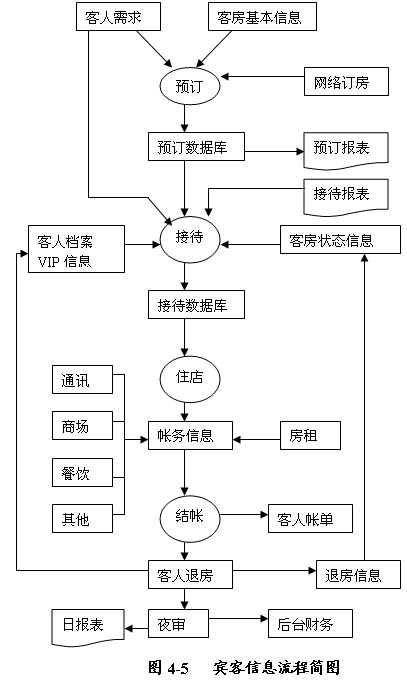 客人需求
客房基本信息
预订
网络订房
预订数据库
预订报表
接待报表
客人档案
VIP 信息
接待
客房状态信息
接待数据库
住店
通讯
商场
帐务信息
房租
餐饮
其他
结帐
客人帐单
客人退房
退房信息
日报表
夜审
后台财务
图 4-5 宾客信息流程简图